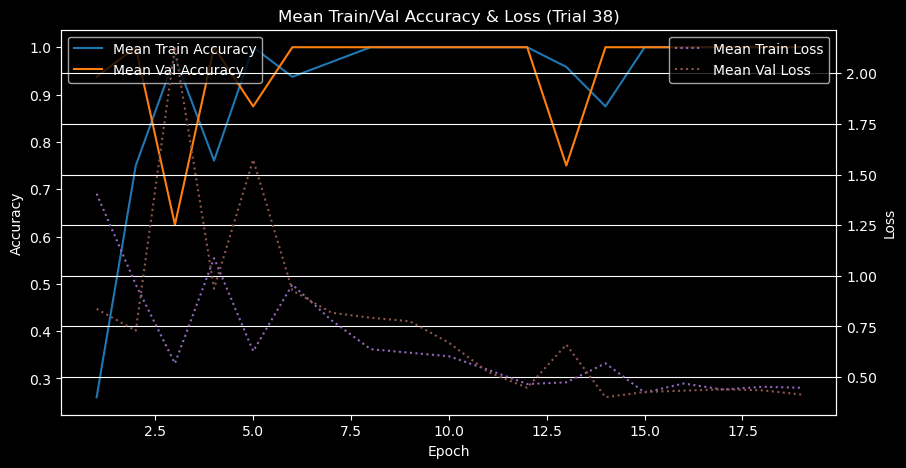 Mean Train/Val Accuracy & Loss (Trial 38)
Mean Train Accuracy
Mean Val Accuracy
Mean Train Loss
Mean Val Loss
1.0
0.9
0.8
0.7
0.6
0.5
0.4
0.3
Accuracy
2.00
1.75
1.50
1.25
1.00
0.75
0.50
Loss
2.5
5.0
7.5
10.0
12.5
15.0
17.5
Epoch